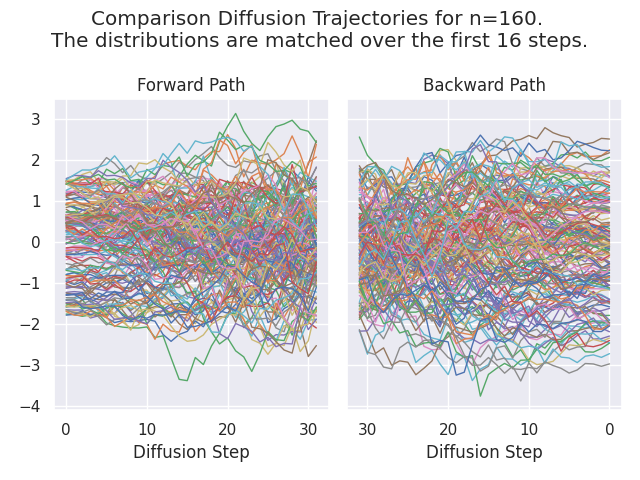 Comparison Diffusion Trajectories for n=160.
The distributions are matched over the first 16 steps.
Forward Path
Backward Path
3
2
1
0
−1
−2
−3
−4
0 10 20 30
30 20 10 0
Diffusion Step
Diffusion Step